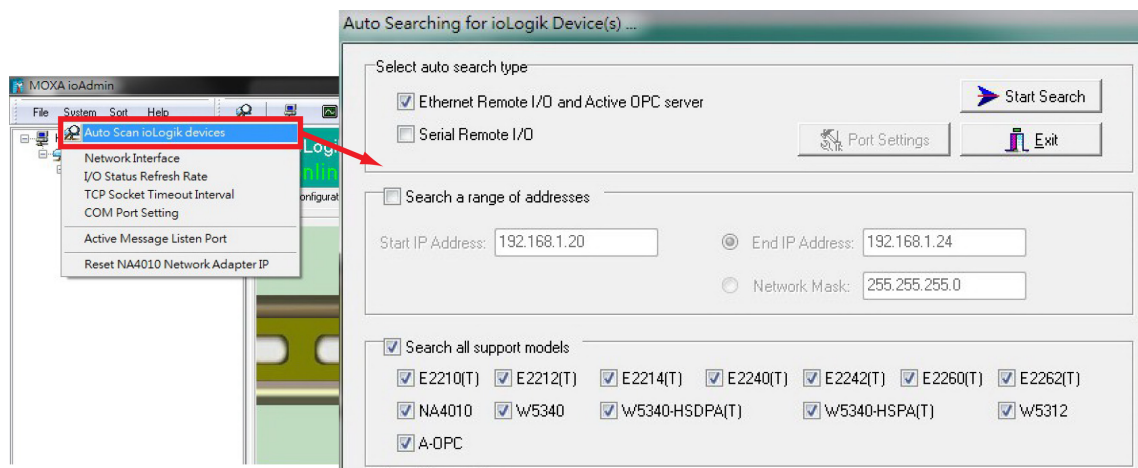 MOXA ioAdmin
File System Sort Help
Auto Scan ioLogik devices
Network Interface
I/O Status Refresh Rate
TCP Socket Timeout Interval
COM Port Setting
Active Message Listen Port
Reset NA4010 Network Adapter IP
Auto Searching for ioLogik Device(s) ...
Select auto search type
Ethernet Remote I/O and Active OPC server
Start Search
Serial Remote I/O
Port Settings
Exit
Search a range of addresses
Start IP Address: 192.168.1.20
End IP Address: 192.168.1.24
Network Mask: 255.255.255.0
Search all support models
E2210(T) E2212(T) E2214(T) E2240(T) E2242(T) E2260(T) E2262(T)
NA4010 W5340 W5340-HSDPA(T) W5340-HSPA(T) W5312
A-OPC